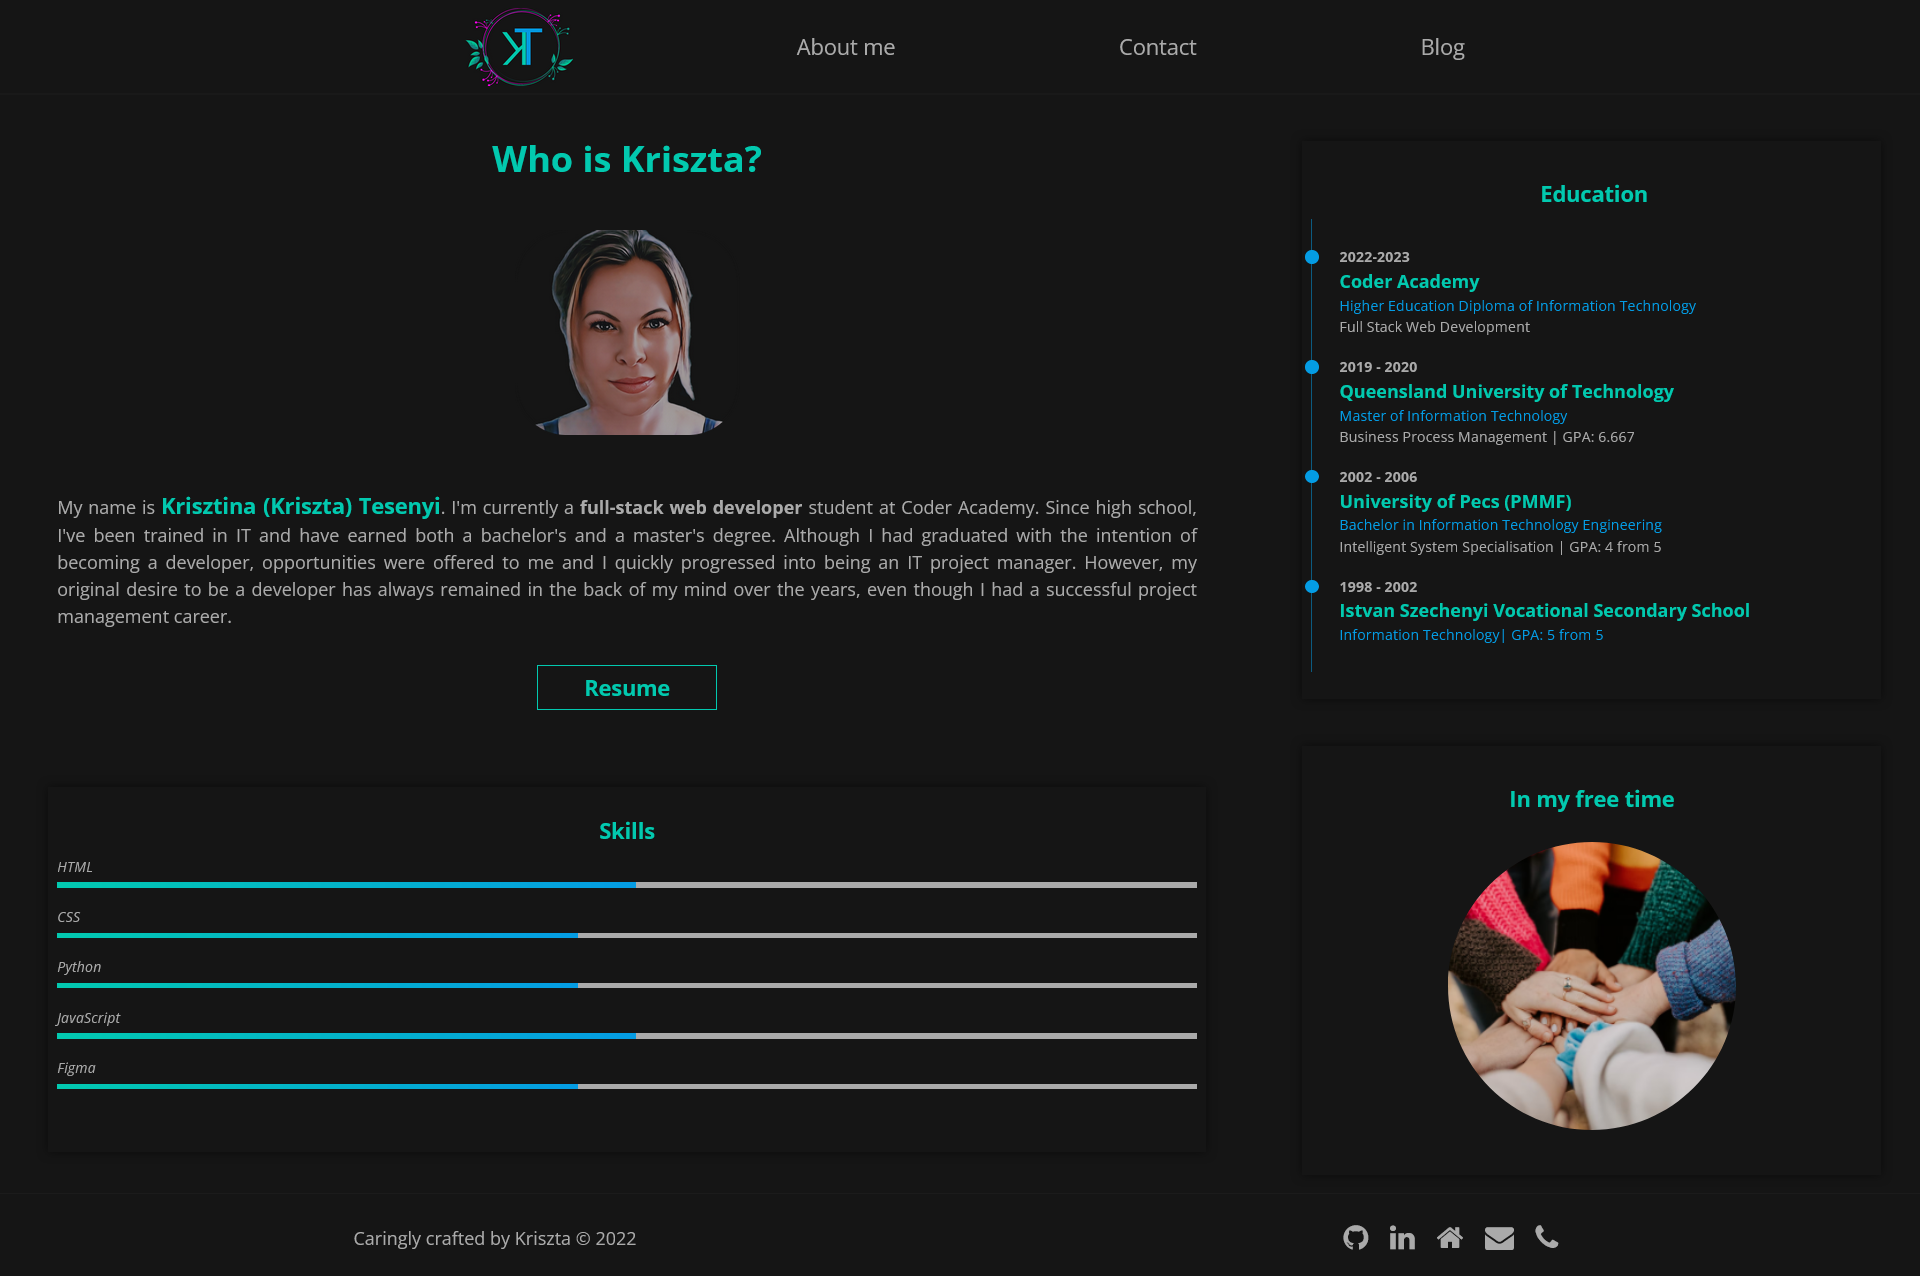 KT
About me
Contact
Blog
Who is Kriszta?
My name is Krisztina (Kriszta) Tesenyi. I'm currently a full-stack web developer student at Coder Academy. Since high school,
I've been trained in IT and have earned both a bachelor's and a master's degree. Although I had graduated with the intention of
becoming a developer, opportunities were offered to me and I quickly progressed into being an IT project manager. However, my
original desire to be a developer has always remained in the back of my mind over the years, even though I had a successful project
management career.
Resume
Skills
HTML
CSS
Python
JavaScript
Figma
Education
2022-2023
Coder Academy
Higher Education Diploma of Information Technology
Full Stack Web Development
2019 - 2020
Queensland University of Technology
Master of Information Technology
Business Process Management | GPA: 6.667
2002 - 2006
University of Pecs (PMMF)
Bachelor in Information Technology Engineering
Intelligent System Specialisation | GPA: 4 from 5
1998 - 2002
Istvan Szechenyi Vocational Secondary School
Information Technology| GPA: 5 from 5
In my free time
Caringly crafted by Kriszta © 2022